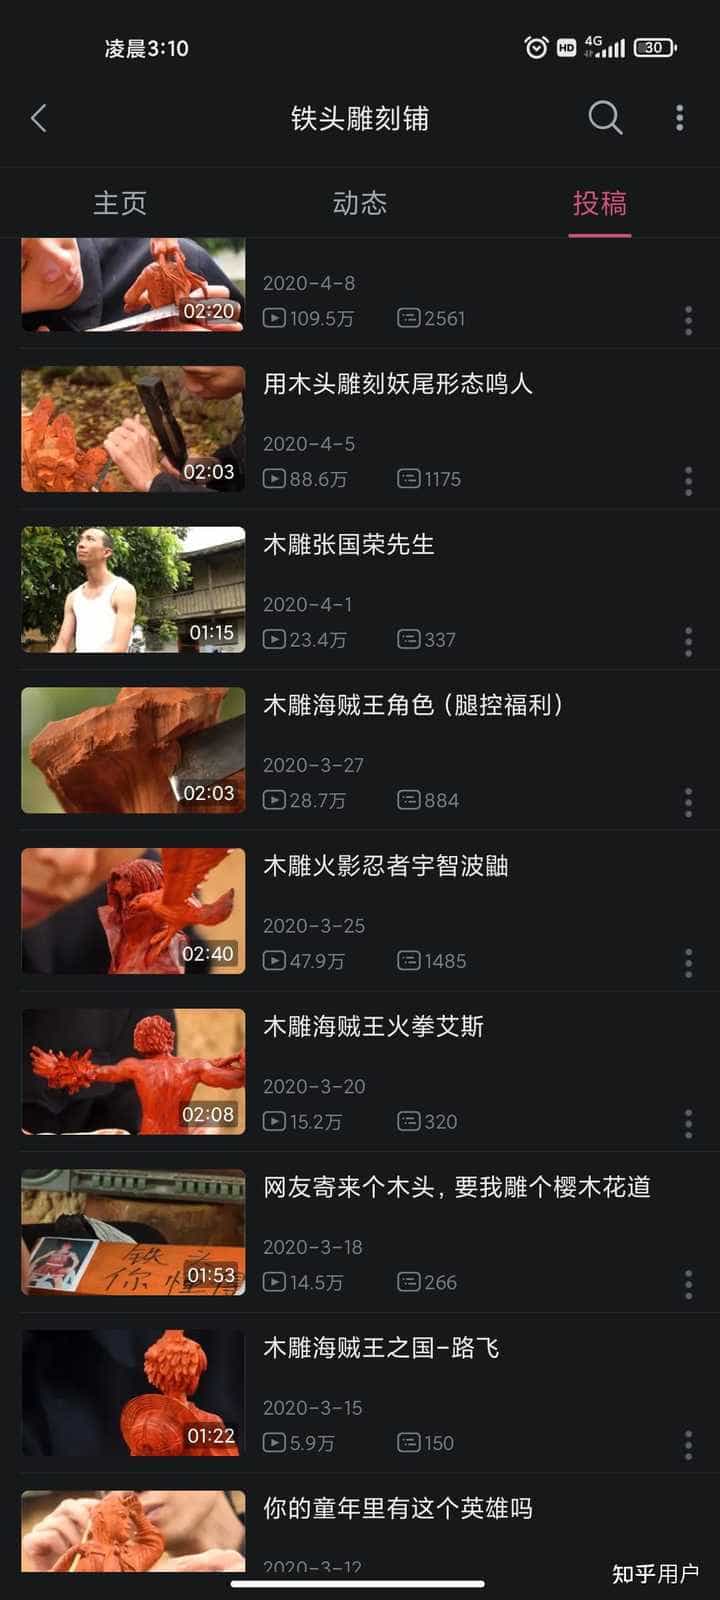 凌晨3:10
HD 4G 30
铁头雕刻铺
主页 动态 投稿
2020-4-8
02:20
109.5万 2561
用木头雕刻妖尾形态鸣人
2020-4-5
02:03
88.6万 1175
木雕张国荣先生
2020-4-1
01:15
23.4万 337
木雕海贼王角色（腿控福利）
2020-3-27
02:03
28.7万 884
木雕火影忍者宇智波鼬
2020-3-25
02:40
47.9万 1485
木雕海贼王火拳艾斯
2020-3-20
02:08
15.2万 320
网友寄来个木头，要我雕个樱木花道
2020-3-18
铁头
你懂得
01:53
14.5万 266
木雕海贼王之国-路飞
2020-3-15
01:22
5.9万 150
你的童年里有这个英雄吗
2020-3-12
知乎用户